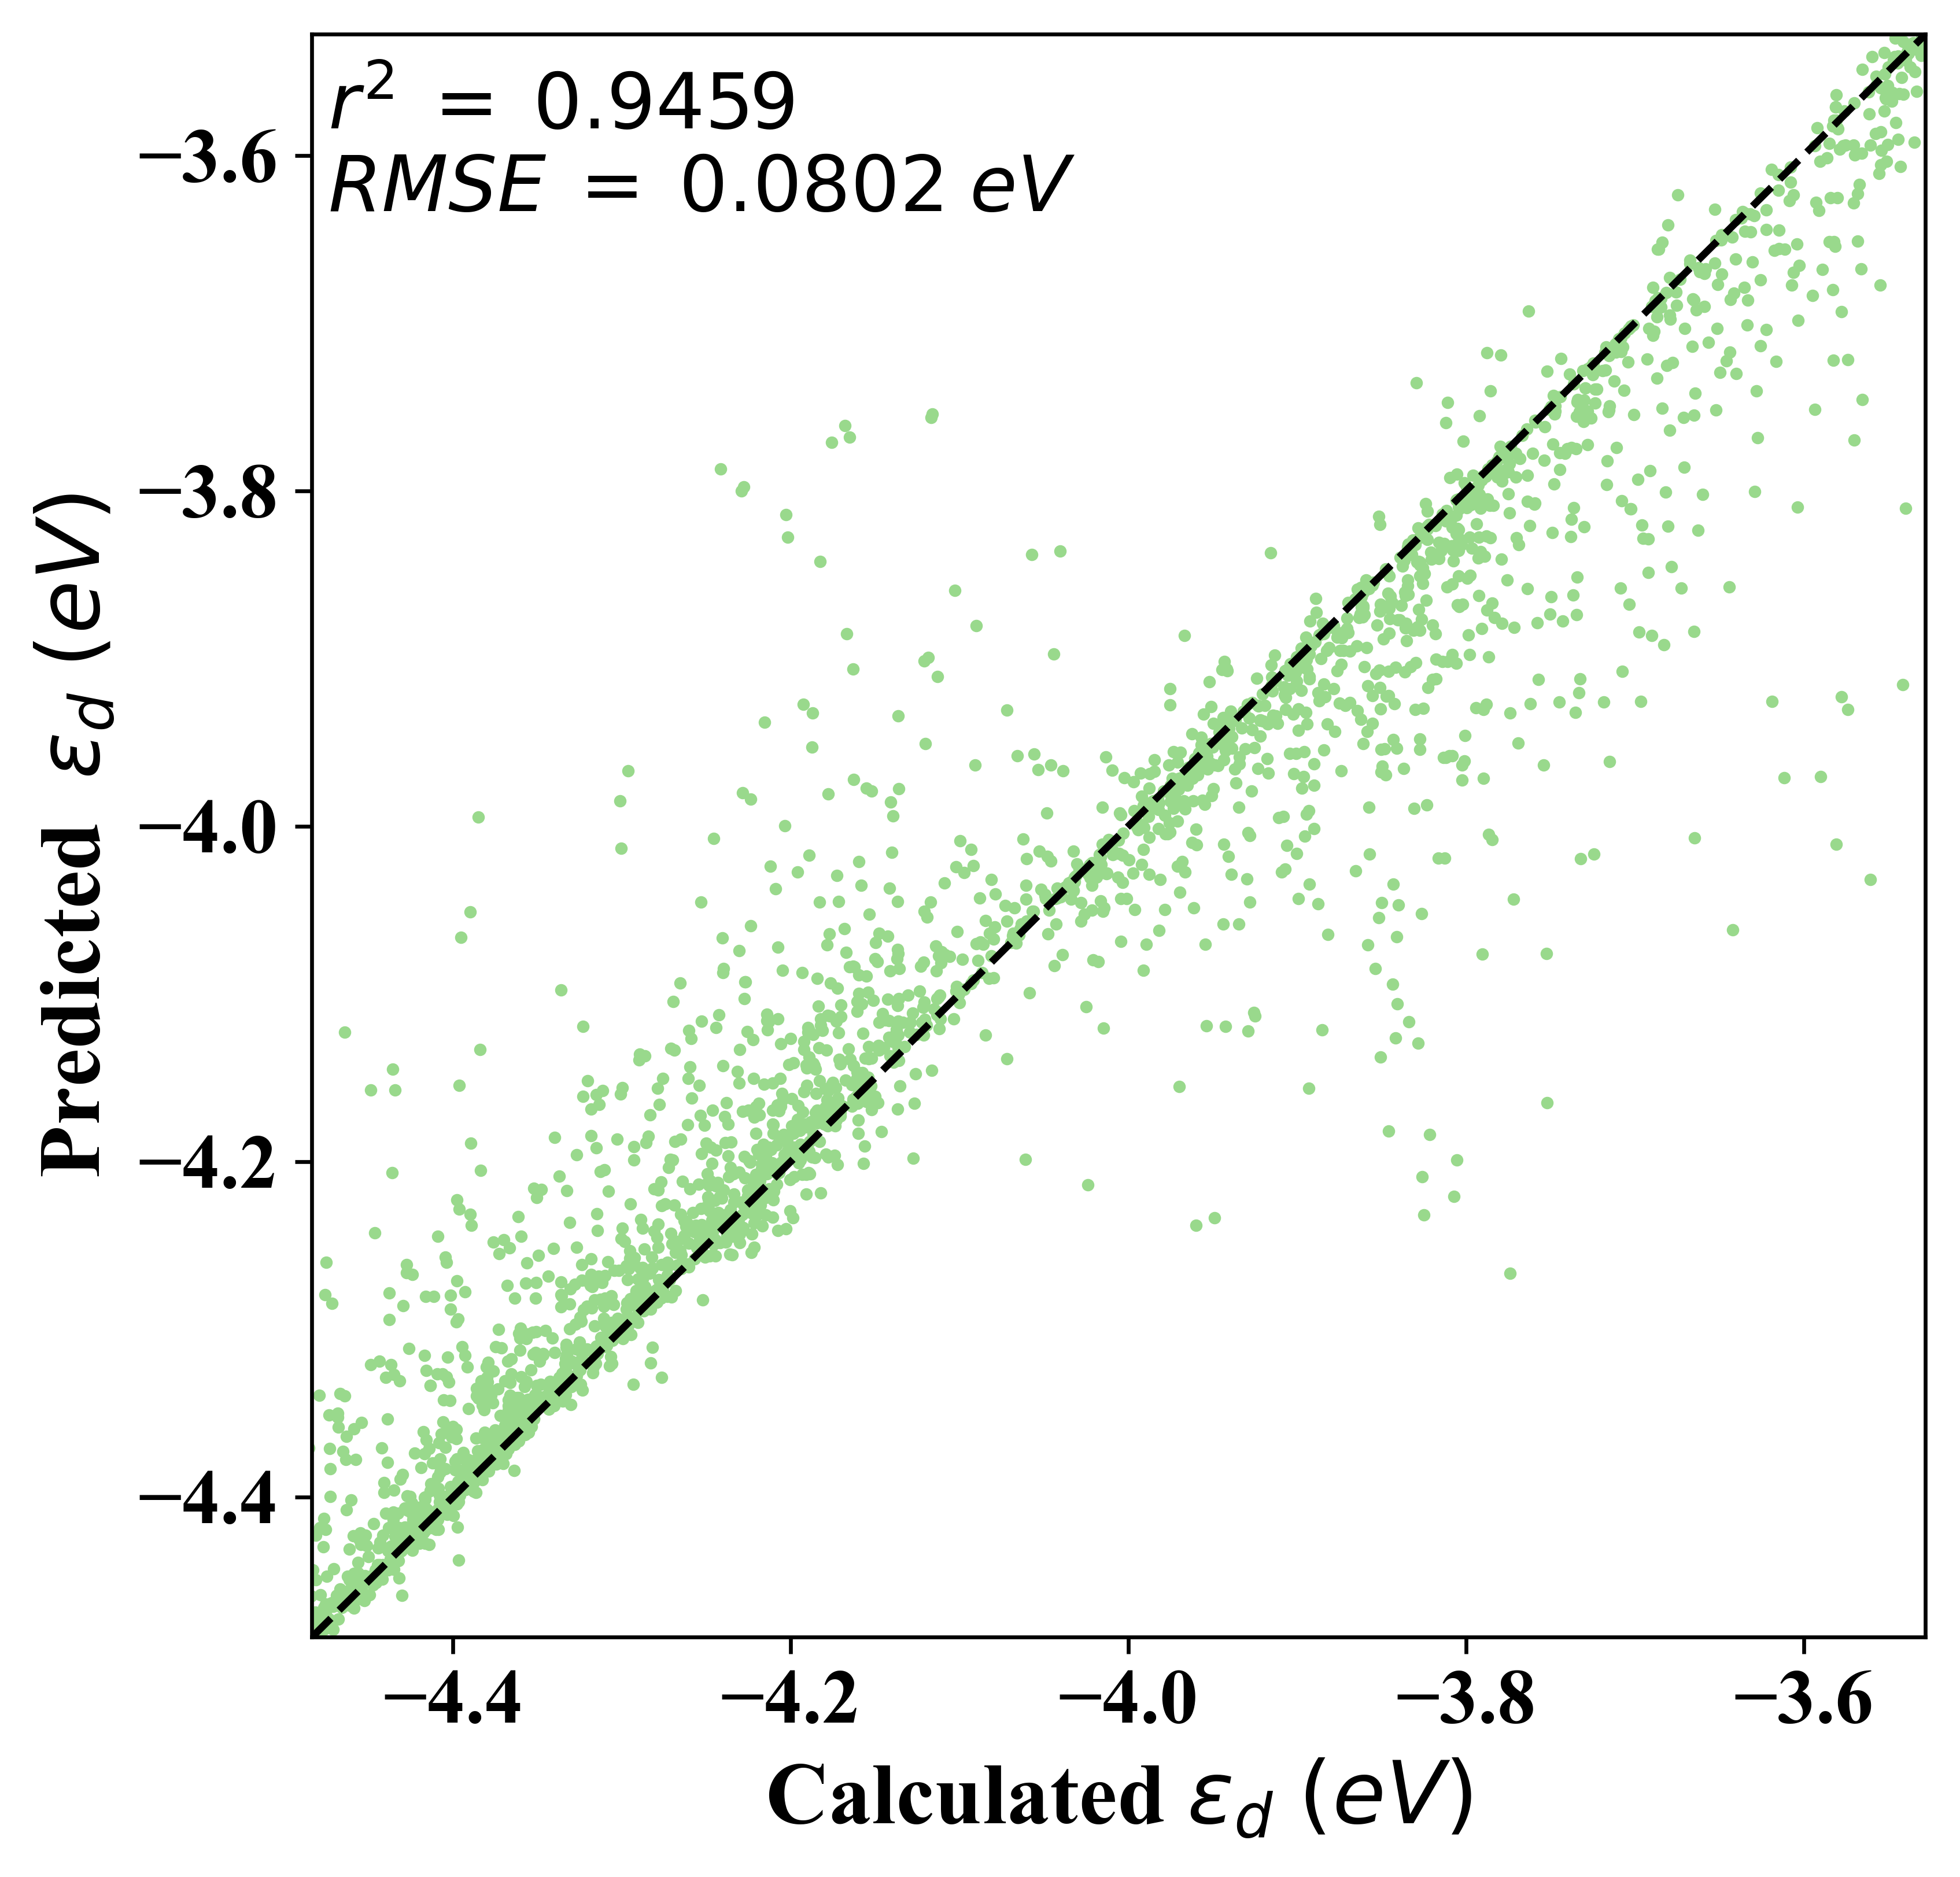 r² = 0.9459
RMSE = 0.0802 eV
Predicted ε_d (eV)
−3.6
−3.8
−4.0
−4.2
−4.4
−4.4 −4.2 −4.0 −3.8 −3.6
Calculated ε_d (eV)